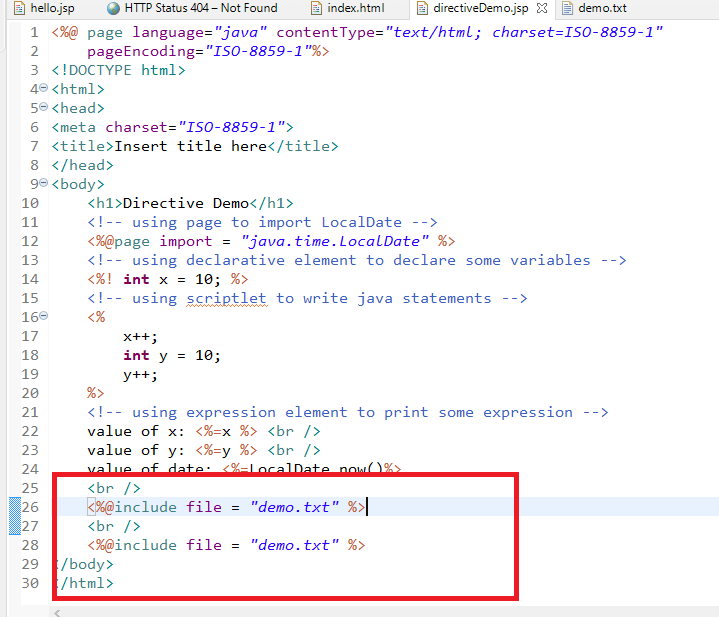 hello.jsp HTTP Status 404 – Not Found index.html directiveDemo.jsp demo.txt
1 <%@ page language="java" contentType="text/html; charset=ISO-8859-1"
2 pageEncoding="ISO-8859-1"%>
3 <!DOCTYPE html>
4 <html>
5 <head>
6 <meta charset="ISO-8859-1">
7 <title>Insert title here</title>
8 </head>
9 <body>
10 <h1>Directive Demo</h1>
11 <!-- using page to import LocalDate -->
12 <%@page import = "java.time.LocalDate" %>
13 <!-- using declarative element to declare some variables -->
14 <%! int x = 10; %>
15 <!-- using scriptlet to write java statements -->
16 <%
17 x++;
18 int y = 10;
19 y++;
20 %>
21 <!-- using expression element to print some expression -->
22 value of x: <%=x %> <br />
23 value of y: <%=y %> <br />
24 value of date: <%=LocalDate.now()%>
25 <br />
26 <%@include file = "demo.txt" %>
27 <br />
28 <%@include file = "demo.txt" %>
29 </body>
30 </html>